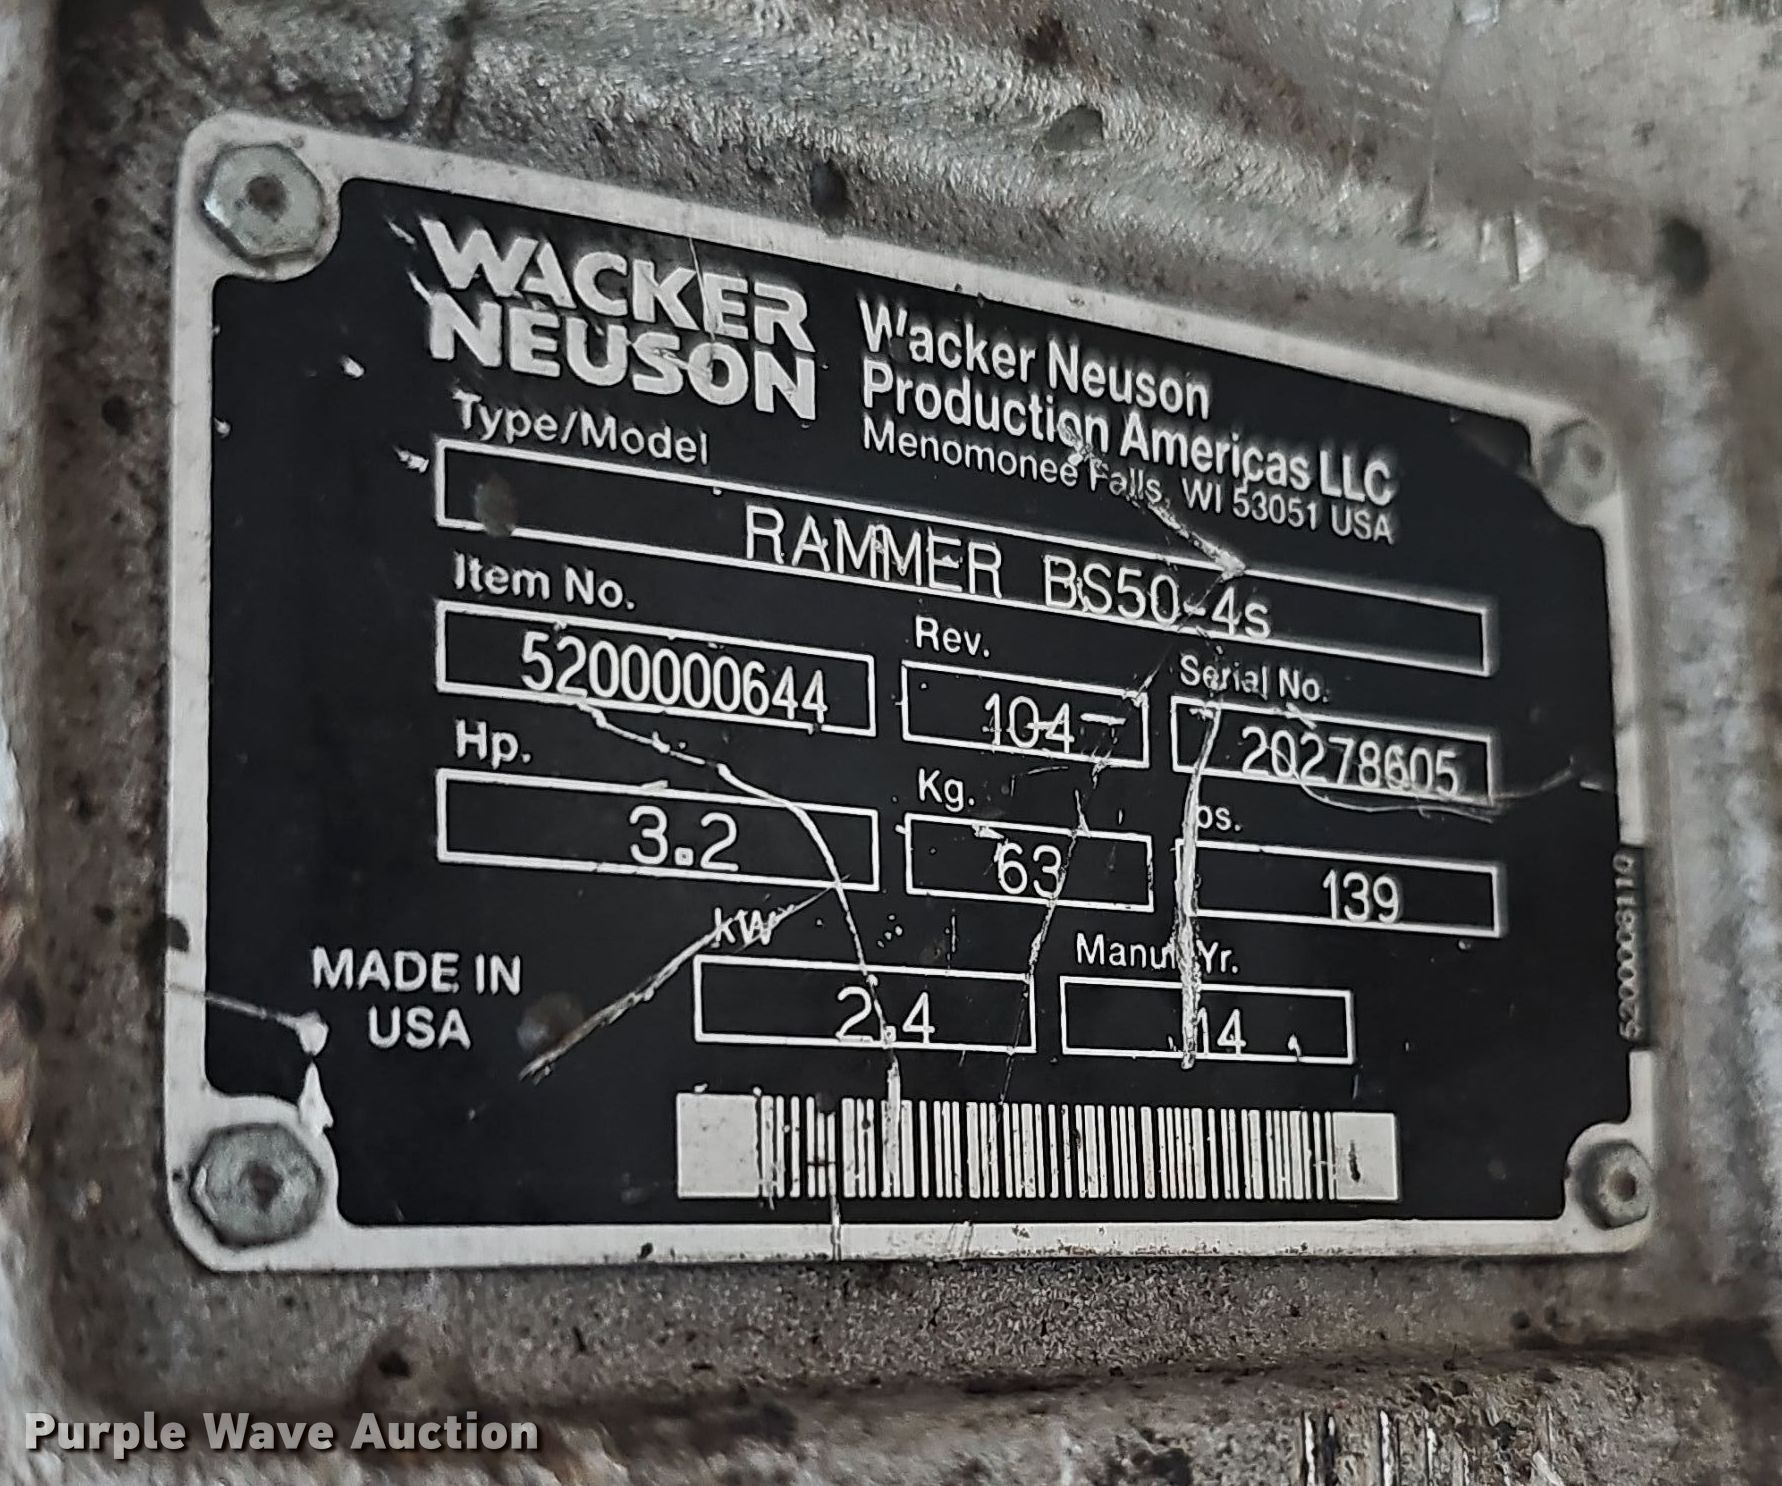 WACKER
NEUSON
Wacker Neuson
Production Americas LLC
Menomonee Falls, WI 53051 USA
Type/Model
RAMMER BS50-4s
Item No.
Rev.
Serial No.
5200000644
104
20278605
Hp.
Kg.
3.2
63
139
kW
Yr.
2.4
14
MADE IN
USA
Purple Wave Auction